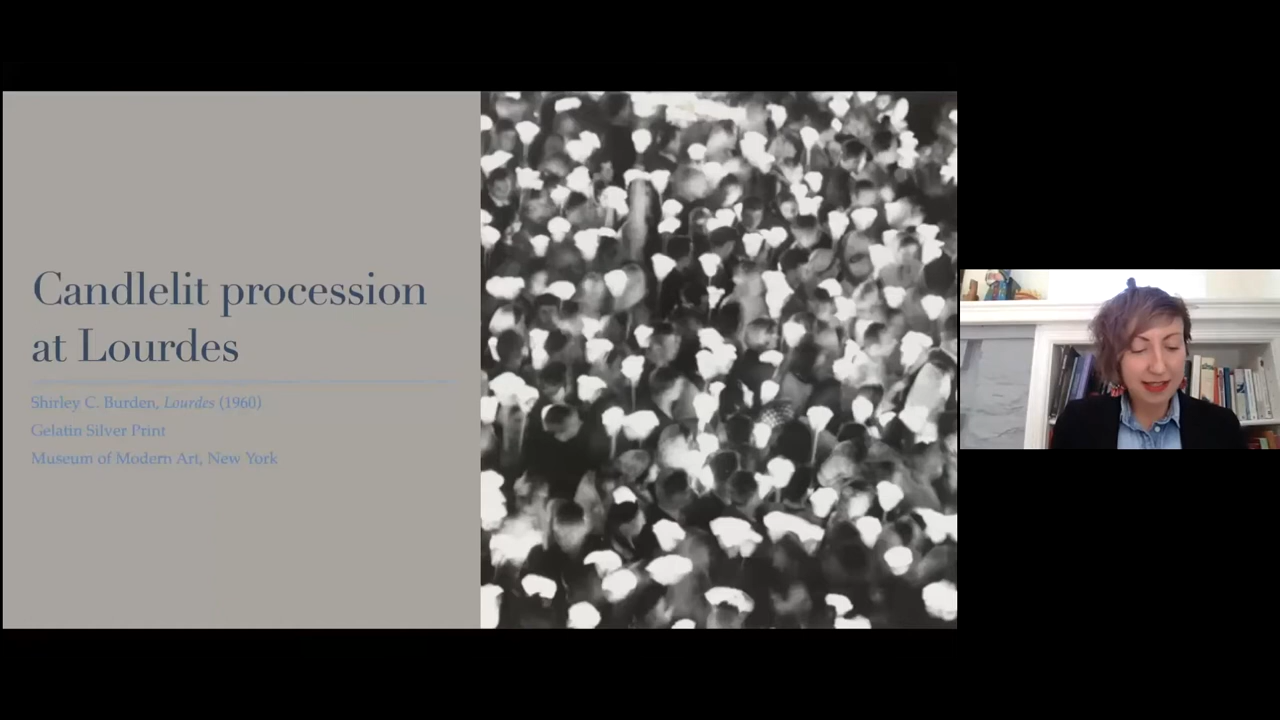 Candlelit procession
at Lourdes
Shirley C. Burden, Lourdes (1960)
Gelatin Silver Print
Museum of Modern Art, New York